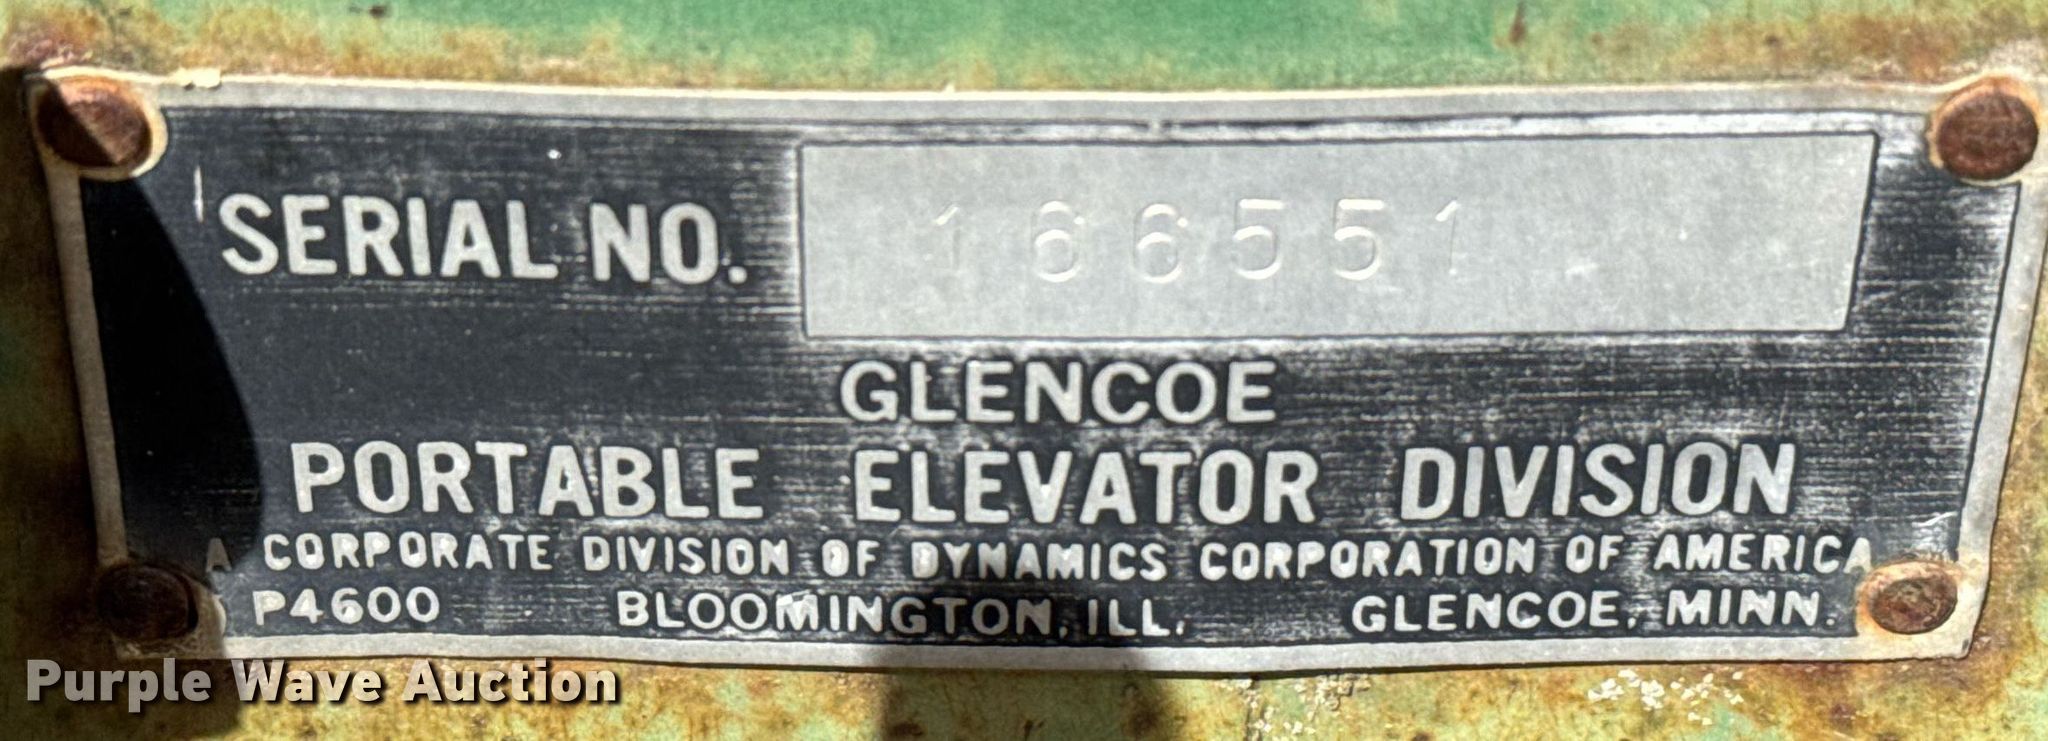 SERIAL NO. 166551
GLENCOE
PORTABLE ELEVATOR DIVISION
A CORPORATE DIVISION OF DYNAMICS CORPORATION OF AMERICA
P4600 BLOOMINGTON, ILL. GLENCOE, MINN.
Purple Wave Auction